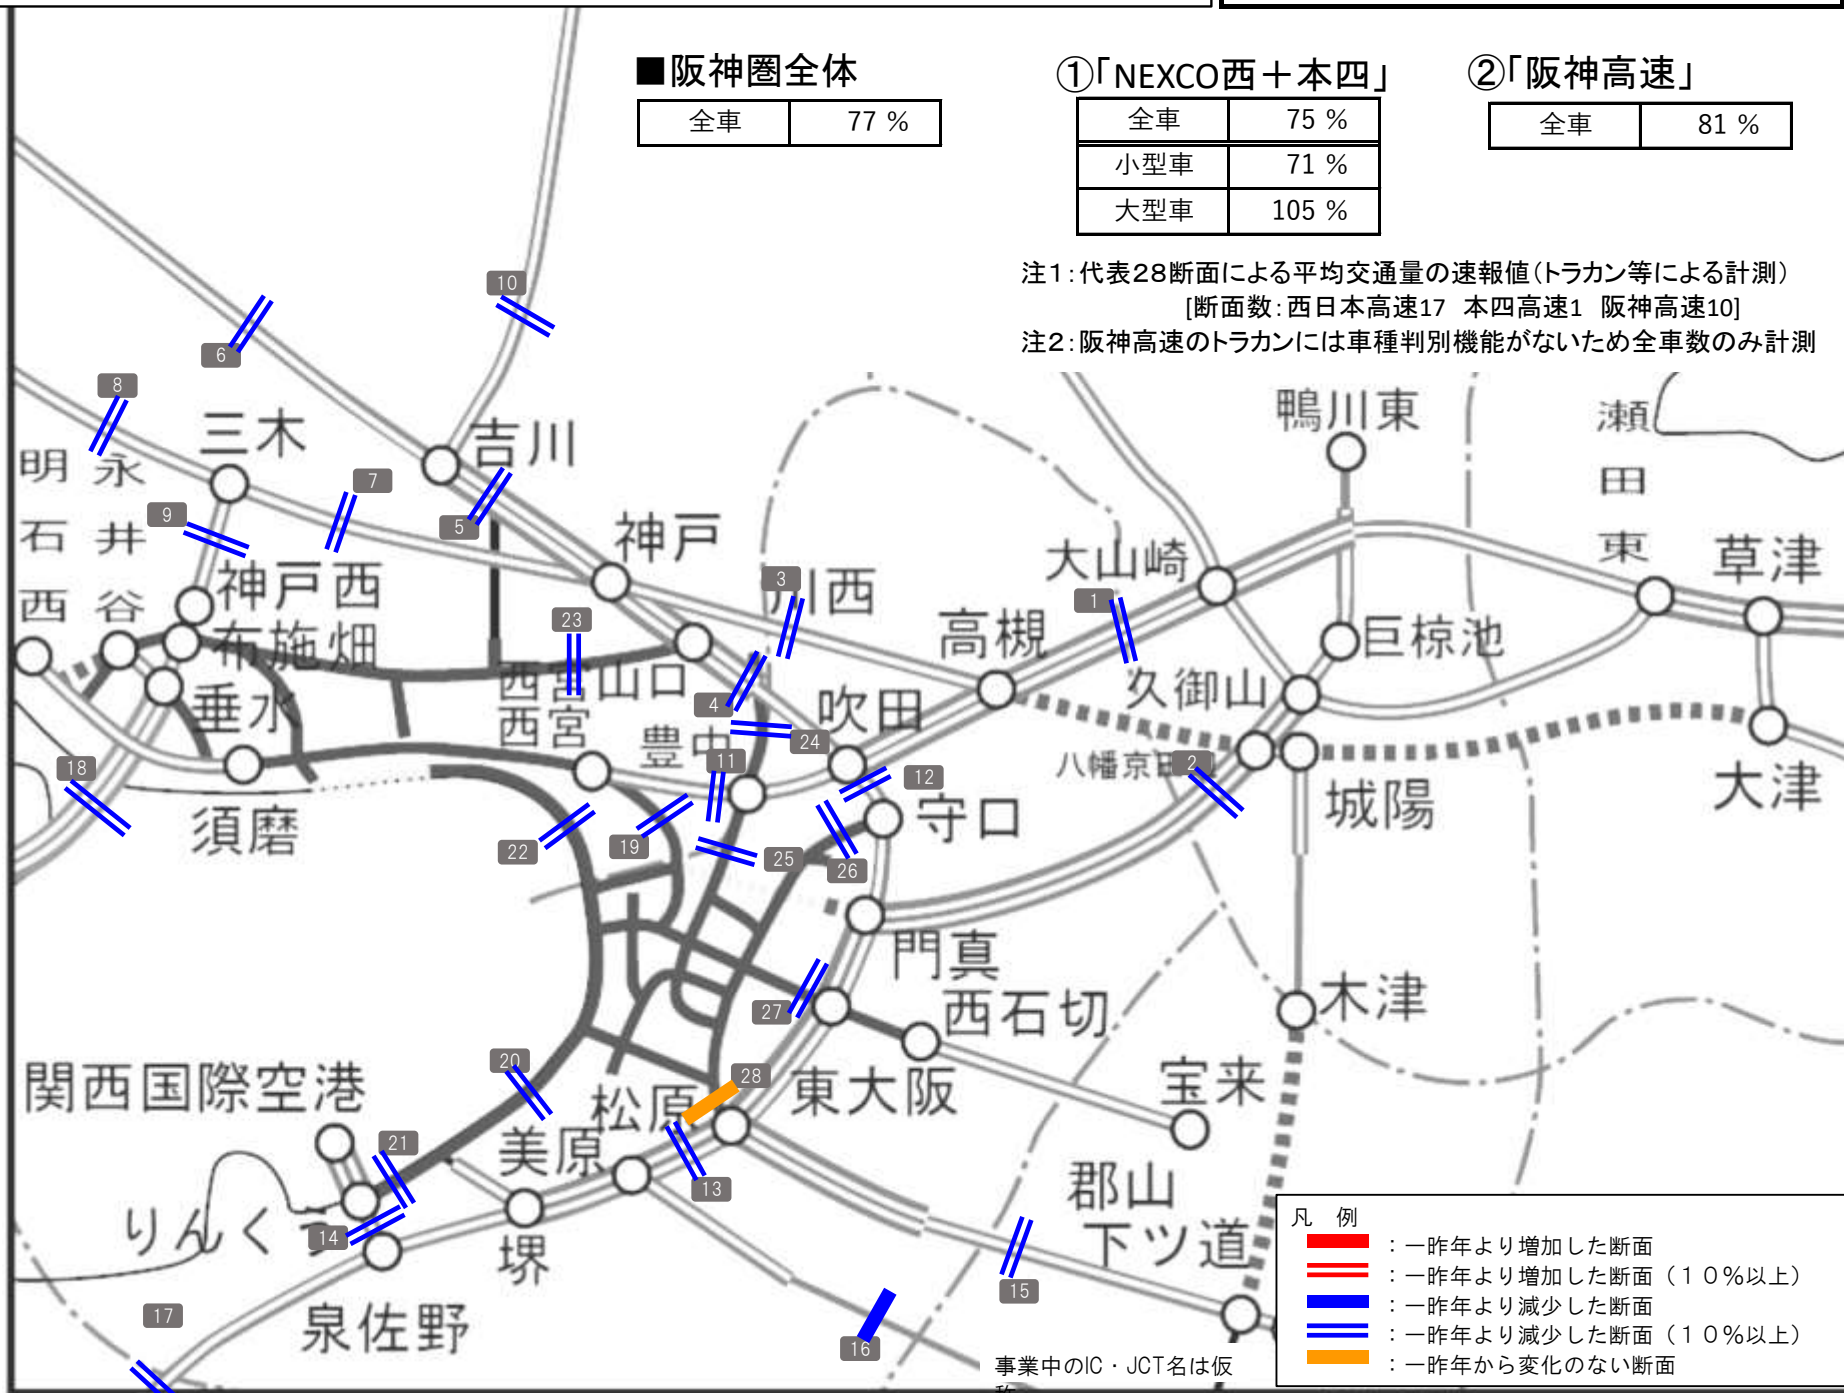 ■阪神圏全体
全車 77 %
①「NEXCO西＋本四」
全車 75 %
小型車 71 %
大型車 105 %
②「阪神高速」
全車 81 %
注1：代表28断面による平均交通量の速報値（トラカン等による計測）
[断面数：西日本高速17 本四高速1 阪神高速10]
注2：阪神高速のトラカンには車種判別機能がないため全車数のみ計測
10
6
8
三木
吉川
鴨川東
瀬田東
明石西
永井谷
7
9
5
神戸
大山崎
草津
神戸西
3
川西
1
高槻
23
布施畑
巨椋池
西宮山口
久御山
垂水
4
吹田
西宮
豊中
24
11
18
12
八幡京田
2
城陽
大津
須磨
守口
22
19
25
26
門真
西石切
木津
27
20
28
関西国際空港
松原
東大阪
宝来
21
美原
13
郡山下ツ道
りんくう
14
堺
15
17
泉佐野
16
事業中のIC・JCT名は仮
称
凡 例
：一昨年より増加した断面
：一昨年より増加した断面（１０％以上）
：一昨年より減少した断面
：一昨年より減少した断面（１０％以上）
：一昨年から変化のない断面